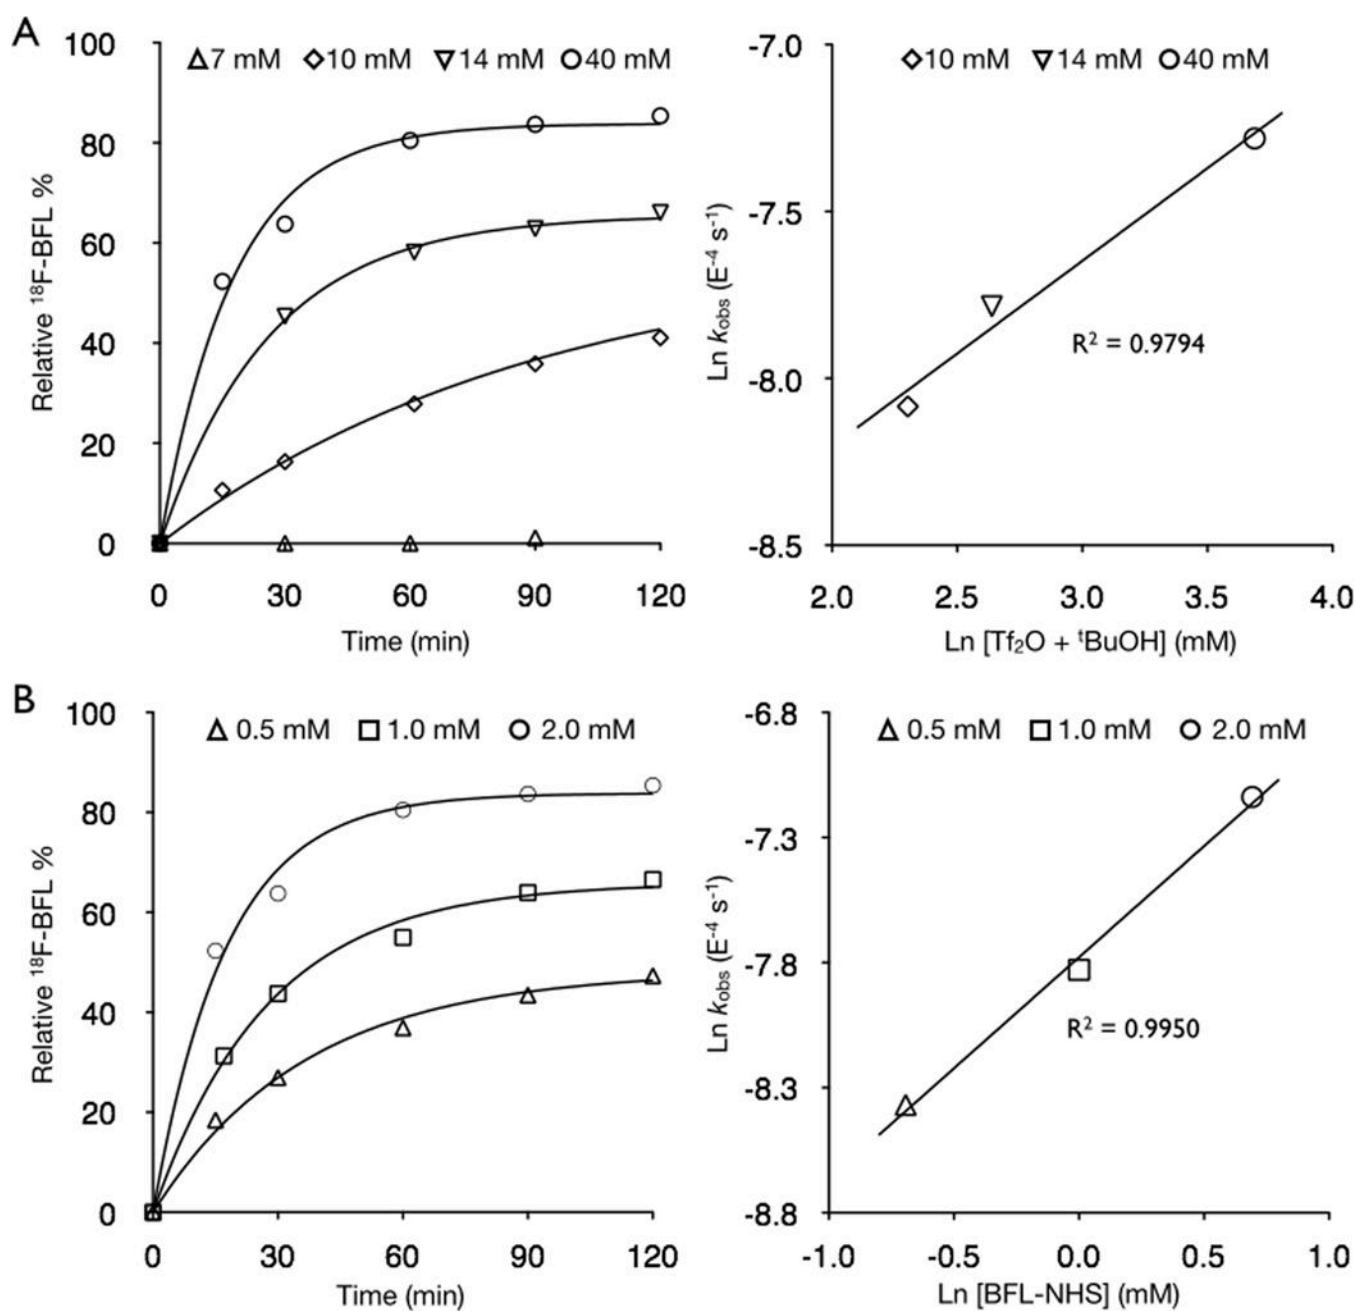 A
△7 mM ◇10 mM ▽14 mM ○40 mM
Relative ¹⁸F-BFL %
100
80
60
40
20
0
0 30 60 90 120
Time (min)
◇10 mM ▽14 mM ○40 mM
Ln kobs (E⁻⁴ s⁻¹)
-7.0
-7.5
-8.0
-8.5
R² = 0.9794
2.0 2.5 3.0 3.5 4.0
Ln [Tf₂O + ᵗBuOH] (mM)
B
△ 0.5 mM □ 1.0 mM ○ 2.0 mM
Relative ¹⁸F-BFL %
100
80
60
40
20
0
0 30 60 90 120
Time (min)
△ 0.5 mM □ 1.0 mM ○ 2.0 mM
Ln kobs (E⁻⁴ s⁻¹)
-6.8
-7.3
-7.8
-8.3
-8.8
R² = 0.9950
-1.0 -0.5 0.0 0.5 1.0
Ln [BFL-NHS] (mM)